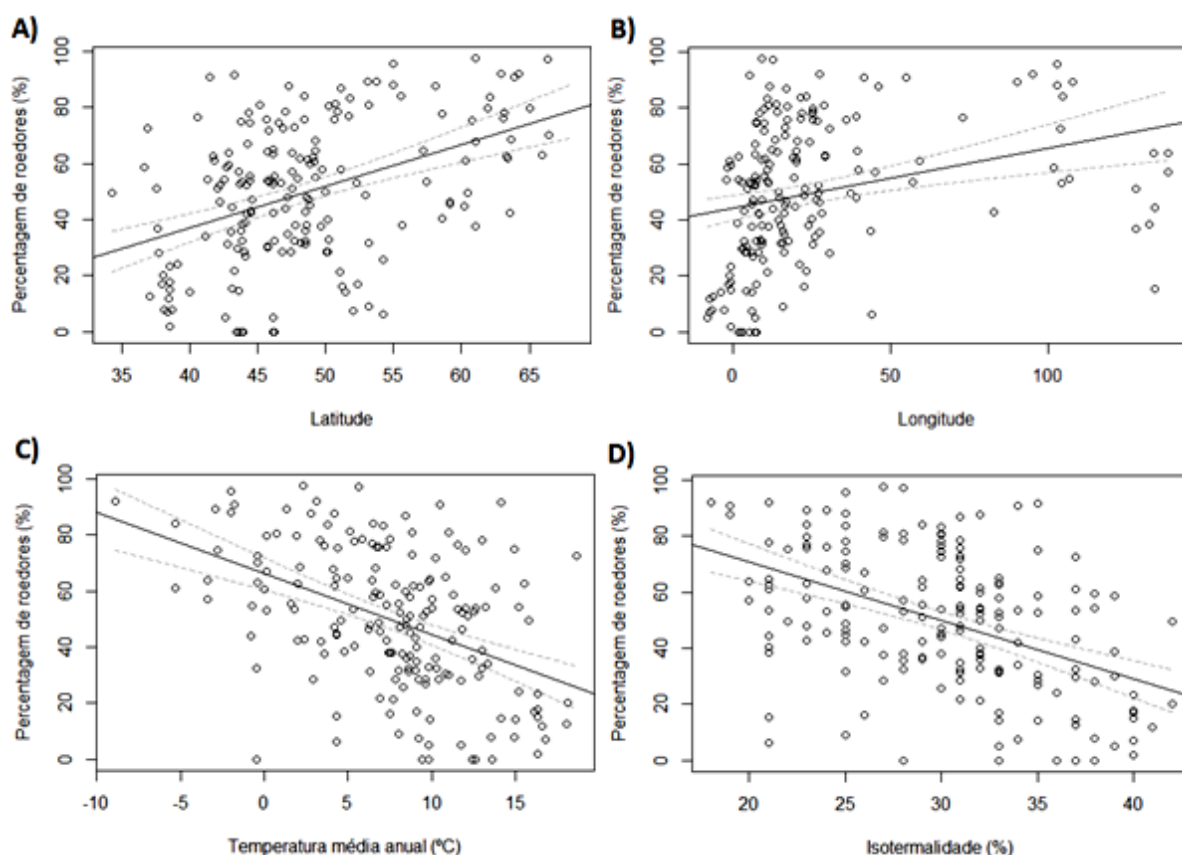 A)
Percentagem de roedores (%)
0 20 40 60 80 100
35 40 45 50 55 60 65
Latitude
B)
Percentagem de roedores (%)
0 20 40 60 80 100
0 50 100
Longitude
C)
Percentagem de roedores (%)
0 20 40 60 80 100
-10 -5 0 5 10 15
Temperatura média anual (ºC)
D)
Percentagem de roedores (%)
0 20 40 60 80 100
20 25 30 35 40
Isotermalidade (%)